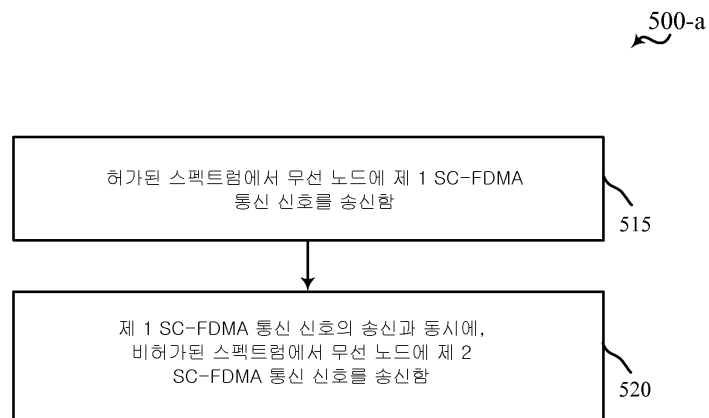 500-a
허가된 스펙트럼에서 무선 노드에 제 1 SC-FDMA
통신 신호를 송신함
515
제 1 SC-FDMA 통신 신호의 송신과 동시에,
비허가된 스펙트럼에서 무선 노드에 제 2
SC-FDMA 통신 신호를 송신함
520